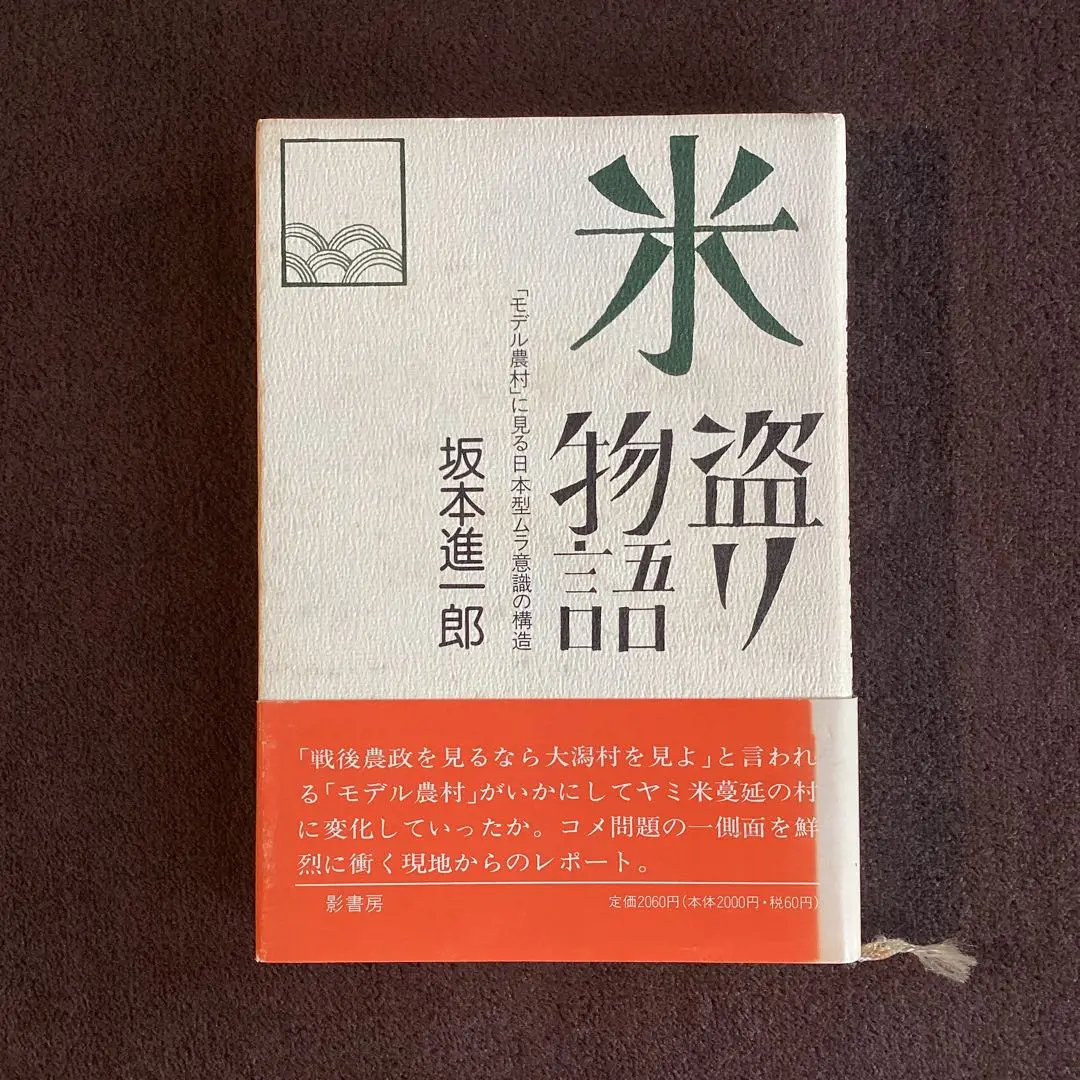 米
盗り
物語
「モデル農村」に見る日本型ムラ意識の構造
坂本進一郎
「戦後農政を見るなら大潟村を見よ」と言われ
る「モデル農村」がいかにしてヤミ米蔓延の村
に変化していったか。コメ問題の一側面を鮮
烈に衝く現地からのレポート。
影書房
定価2060円（本体2000円・税60円）